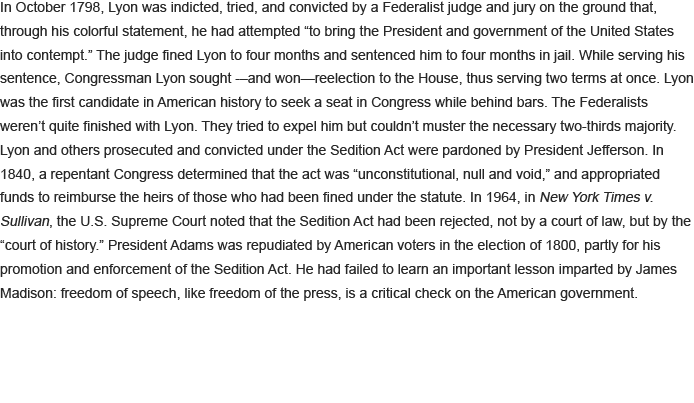 In October 1798, Lyon was indicted, tried, and convicted by a Federalist judge and jury on the ground that,
through his colorful statement, he had attempted “to bring the President and government of the United States
into contempt.” The judge fined Lyon to four months and sentenced him to four months in jail. While serving his
sentence, Congressman Lyon sought —and won—reelection to the House, thus serving two terms at once. Lyon
was the first candidate in American history to seek a seat in Congress while behind bars. The Federalists
weren’t quite finished with Lyon. They tried to expel him but couldn’t muster the necessary two-thirds majority.
Lyon and others prosecuted and convicted under the Sedition Act were pardoned by President Jefferson. In
1840, a repentant Congress determined that the act was “unconstitutional, null and void,” and appropriated
funds to reimburse the heirs of those who had been fined under the statute. In 1964, in New York Times v.
Sullivan, the U.S. Supreme Court noted that the Sedition Act had been rejected, not by a court of law, but by the
“court of history.” President Adams was repudiated by American voters in the election of 1800, partly for his
promotion and enforcement of the Sedition Act. He had failed to learn an important lesson imparted by James
Madison: freedom of speech, like freedom of the press, is a critical check on the American government.